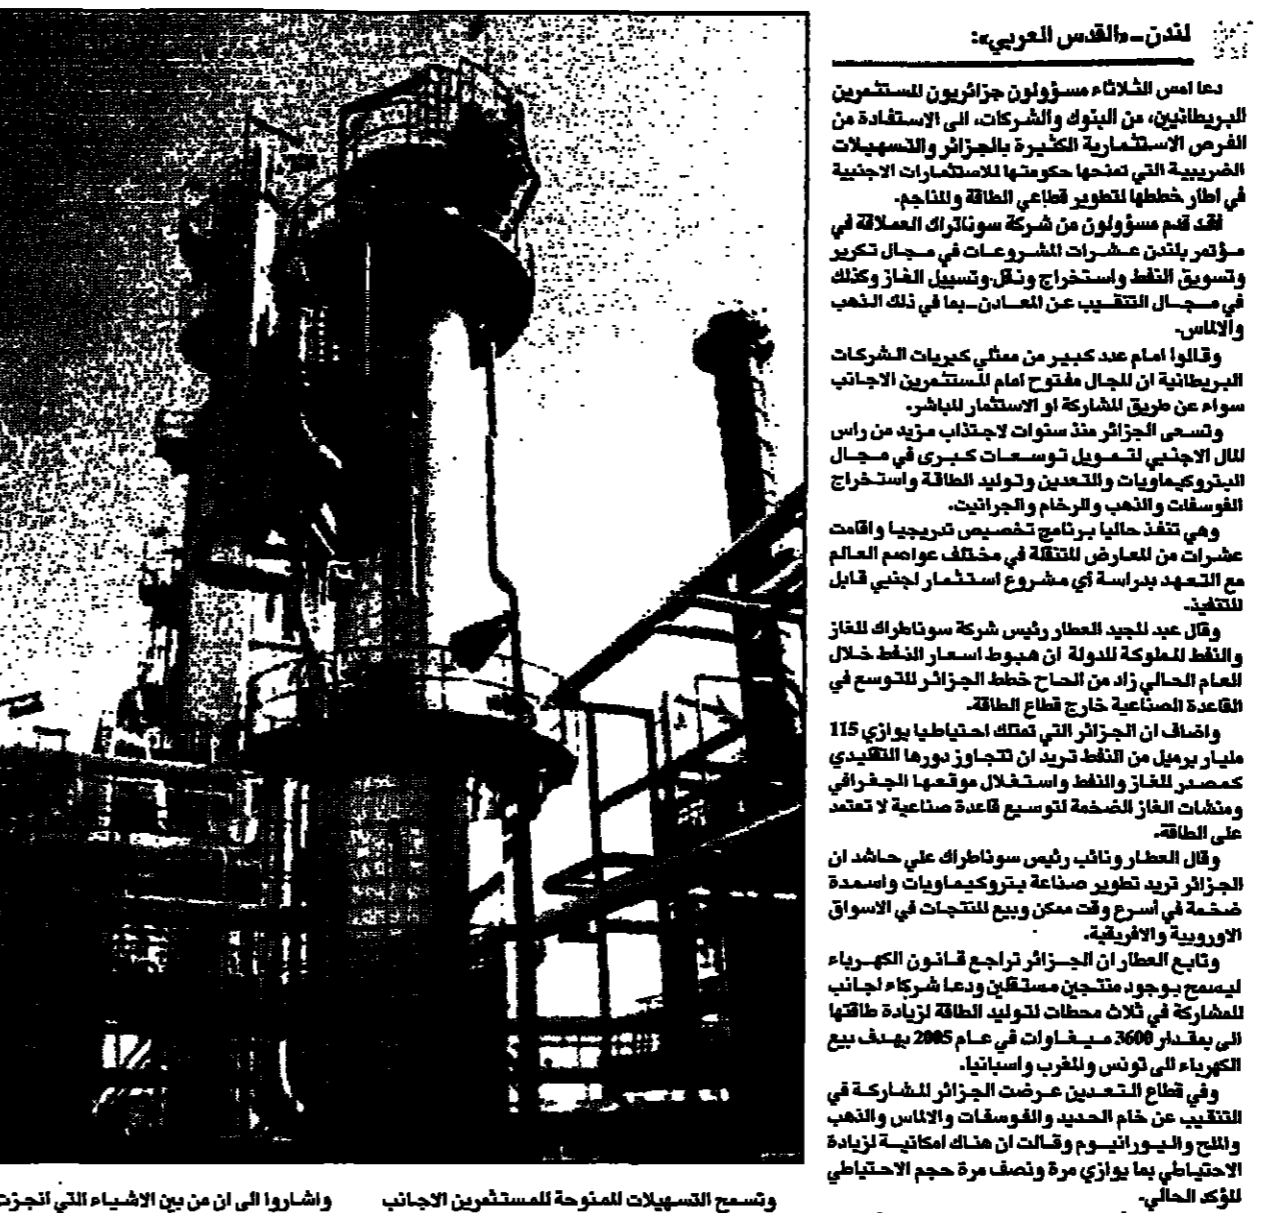 لندن ـ «القدس العربي»:
دعا امس الثلاثاء مسؤولون جزائريون المستثمرين
البريطانيين، من البنوك والشركات، الى الاستفادة من
الفرص الاستثمارية الكثيرة بالجزائر والتسهيلات
الضريبية التي تمنحها حكومتها للاستثمارات الاجنبية
في اطار خططها لتطوير قطاعي الطاقة والمناجم.
فقد قدم مسؤولون من شركة سوناتراك العملاقة في
مؤتمر بلندن عشرات المشروعات في مجال تكرير
وتسويق النفط واستخراج ونقل وتسييل الغاز وكذلك
في مجال التنقيب عن المعادن ـ بما في ذلك الذهب
والالماس.
وقالوا امام عدد كبير من ممثلي كبريات الشركات
البريطانية ان المجال مفتوح امام المستثمرين الاجانب
سواء عن طريق المشاركة او الاستثمار المباشر.
وتسعى الجزائر منذ سنوات لاجتذاب مزيد من راس
المال الاجنبي لتمويل توسعات كبرى في مجال
البتروكيماويات والتعدين وتوليد الطاقة واستخراج
الفوسفات والذهب والرخام والجرانيت.
وهي تنفذ حاليا برنامج تخصيص تدريجيا واقامت
عشرات من المعارض المتنقلة في مختلف عواصم العالم
مع التعهد بدراسة أي مشروع استثمار اجنبي قابل
للتنفيذ.
وقال عبد المجيد العطار رئيس شركة سوناطراك للغاز
والنفط المملوكة للدولة ان هبوط اسعار النفط خلال
العام الحالي زاد من الحاح خطط الجزائر للتوسع في
القاعدة الصناعية خارج قطاع الطاقة.
واضاف ان الجزائر التي تمتلك احتياطيا يوازي 115
مليار برميل من النفط تريد ان تتجاوز دورها التقليدي
كمصدر للغاز والنفط واستغلال موقعها الجغرافي
ومنشات الغاز الضخمة لتوسيع قاعدة صناعية لا تعتمد
على الطاقة.
وقال العطار ونائب رئيس سوناطراك علي حاشد ان
الجزائر تريد تطوير صناعة بتروكيماويات واسمدة
ضخمة في أسرع وقت ممكن وبيع المنتجات في الاسواق
الاوروبية والافريقية.
وتابع العطار ان الجزائر تراجع قانون الكهرباء
ليسمح بوجود منتجين مستقلين ودعا شركاء اجانب
للمشاركة في ثلاث محطات لتوليد الطاقة لزيادة طاقتها
الى بمقدار 3600 ميغاوات في عام 2005 بهدف بيع
الكهرباء الى تونس والمغرب واسبانيا.
وفي قطاع التعدين عرضت الجزائر المشاركة في
التنقيب عن خام الحديد والفوسفات والالماس والذهب
والملح واليورانيوم وقالت ان هناك امكانية لزيادة
الاحتياطي بما يوازي مرة ونصف مرة حجم الاحتياطي
المؤكد الحالي.
وتسمح التسهيلات الممنوحة للمستثمرين الاجانب
واشاروا الى ان من بين الاشياء التي انجزت